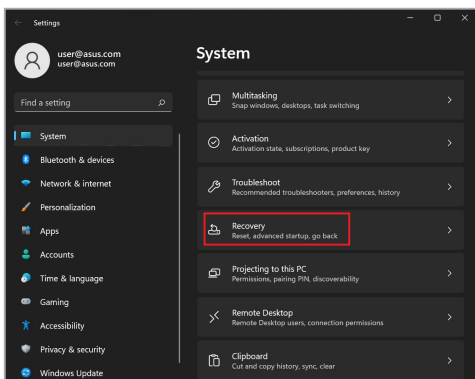 Settings
user@asus.com
user@asus.com
Find a setting
System
Bluetooth & devices
Network & internet
Personalization
Apps
Accounts
Time & language
Gaming
Accessibility
Privacy & security
Windows Update
System
Multitasking
Snap windows, desktops, task switching
Activation
Activation state, subscriptions, product key
Troubleshoot
Recommended troubleshooters, preferences, history
Recovery
Reset, advanced startup, go back
Projecting to this PC
Permissions, pairing PIN, discoverability
Remote Desktop
Remote Desktop users, connection permissions
Clipboard
Cut and copy history, sync, clear